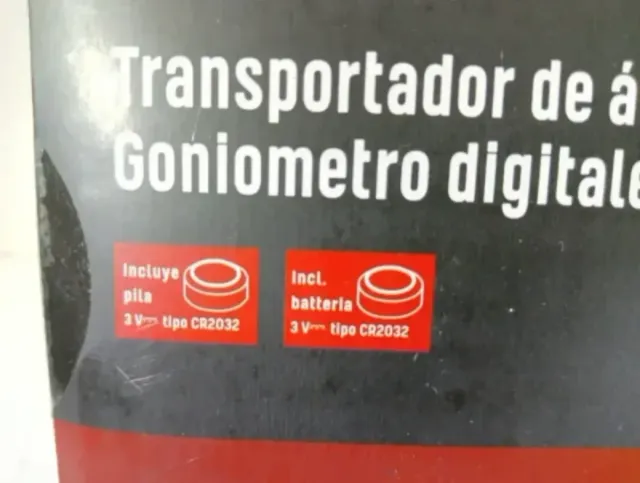 Transportador de á
Goniometro digitale
Incluye
pila
3 V⎓ tipo CR2032
Incl.
batteria
3 V⎓ tipo CR2032